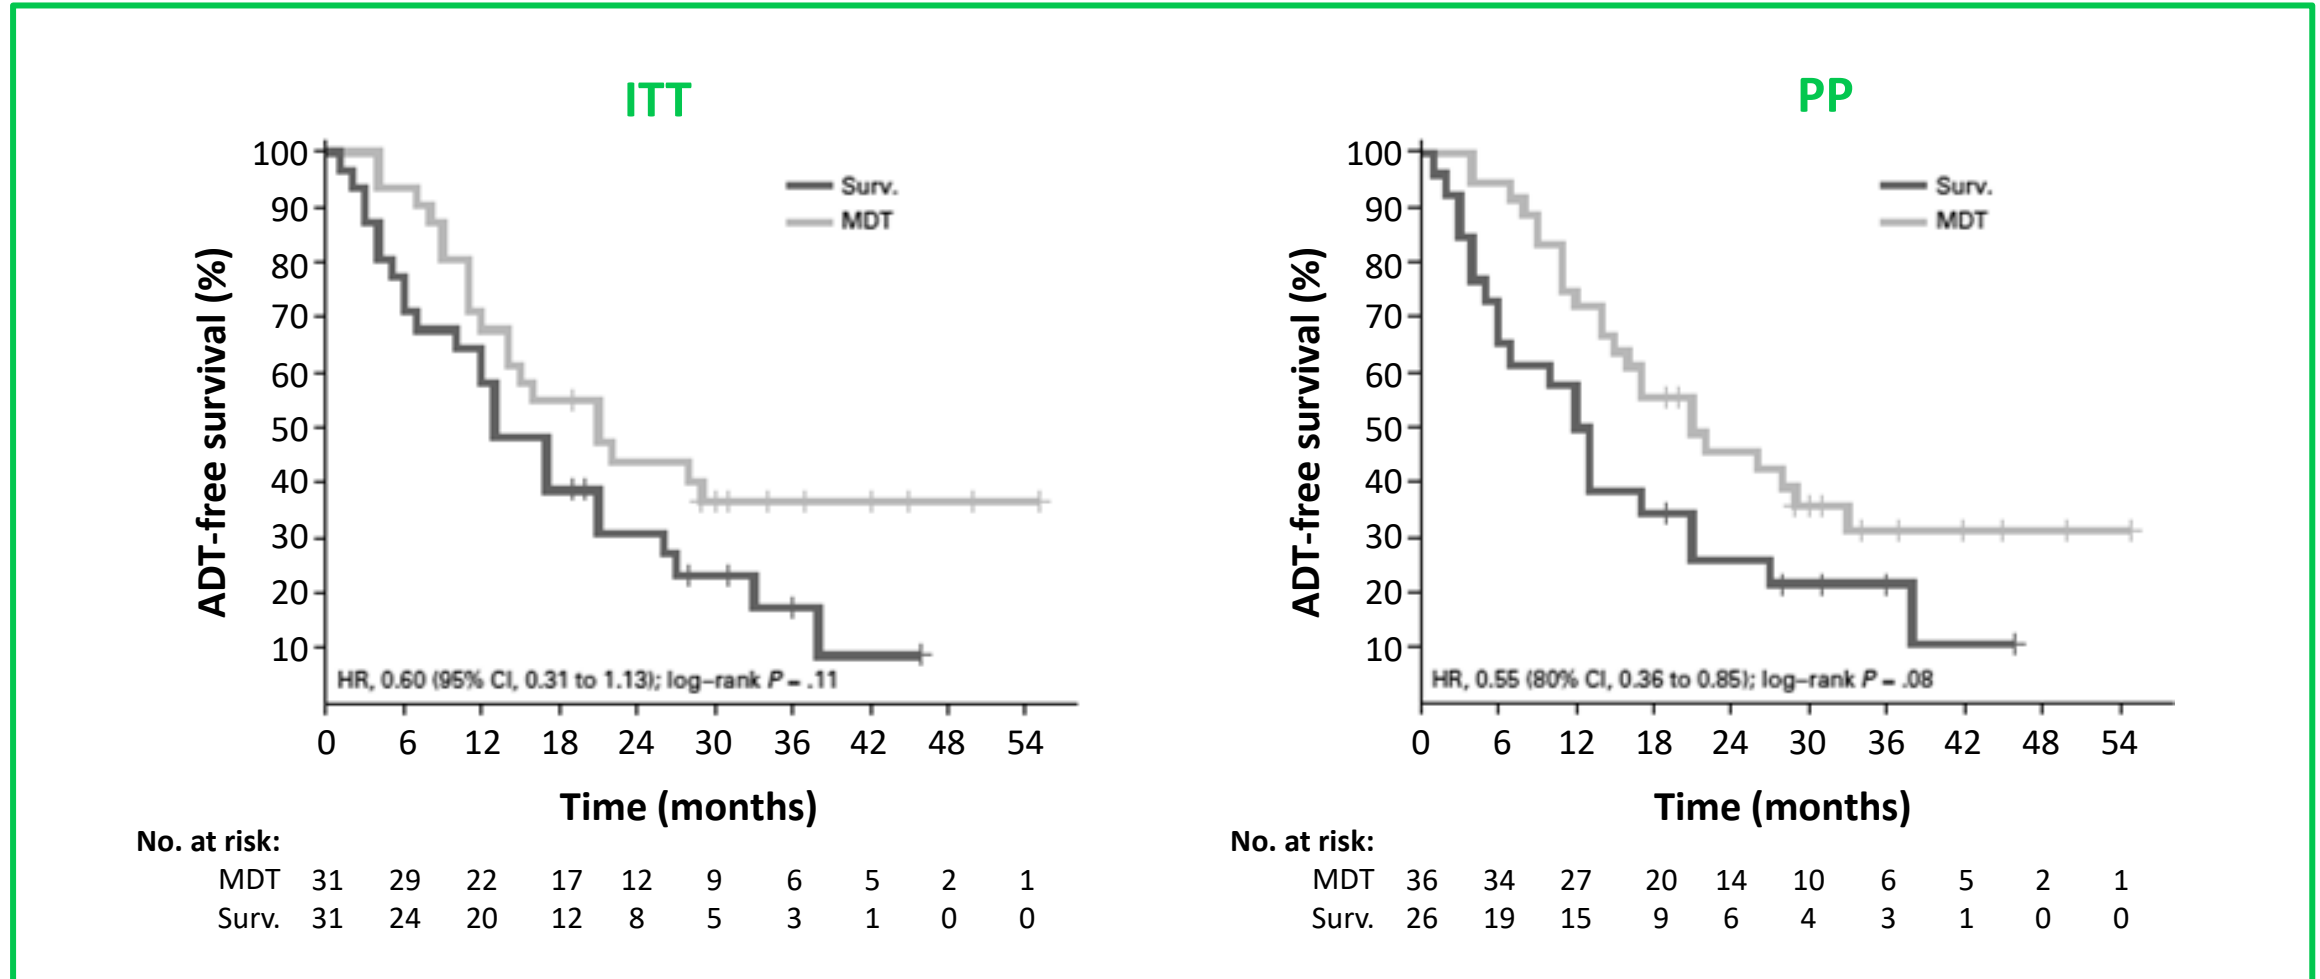 ITT
ADT-free survival (%)
100
90
80
70
60
50
40
30
20
10
Surv.
MDT
HR, 0.60 (95% CI, 0.31 to 1.13); log–rank P = .11
0 6 12 18 24 30 36 42 48 54
Time (months)
No. at risk:
MDT 31 29 22 17 12 9 6 5 2 1
Surv. 31 24 20 12 8 5 3 1 0 0
PP
ADT-free survival (%)
100
90
80
70
60
50
40
30
20
10
Surv.
MDT
HR, 0.55 (80% CI, 0.36 to 0.85); log–rank P = .08
0 6 12 18 24 30 36 42 48 54
Time (months)
No. at risk:
MDT 36 34 27 20 14 10 6 5 2 1
Surv. 26 19 15 9 6 4 3 1 0 0